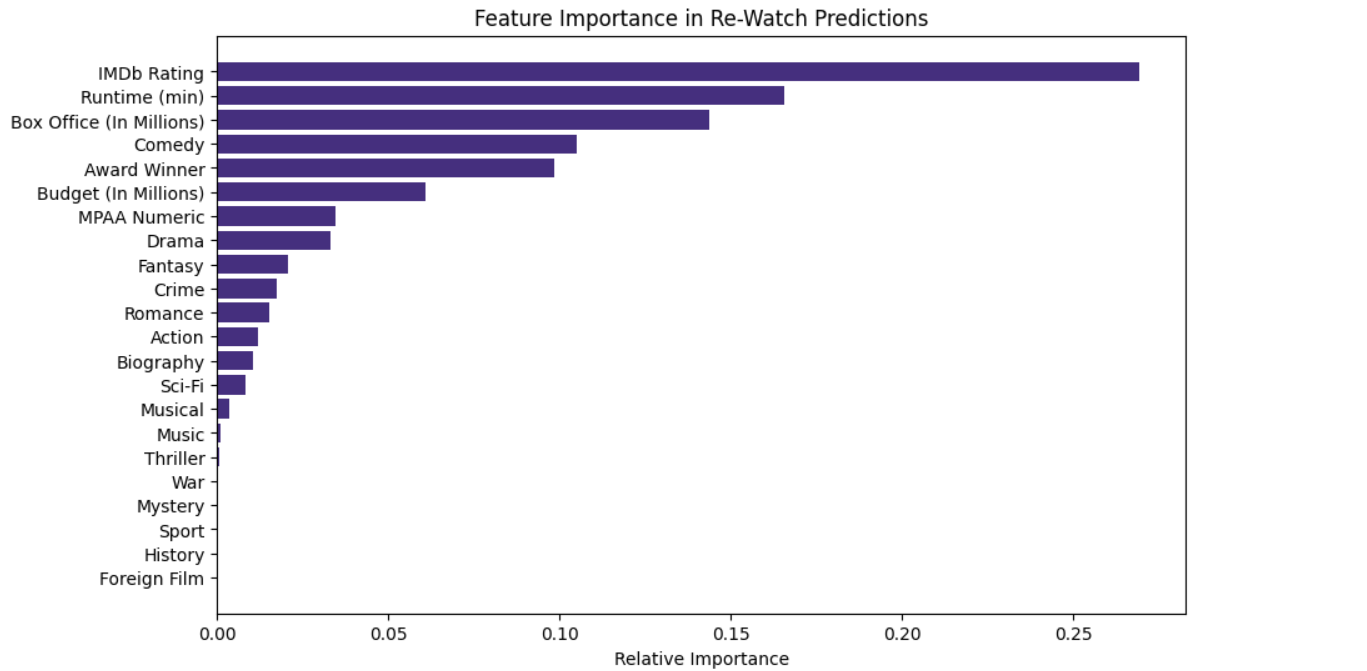 Feature Importance in Re-Watch Predictions
IMDb Rating
Runtime (min)
Box Office (In Millions)
Comedy
Award Winner
Budget (In Millions)
MPAA Numeric
Drama
Fantasy
Crime
Romance
Action
Biography
Sci-Fi
Musical
Music
Thriller
War
Mystery
Sport
History
Foreign Film
0.00 0.05 0.10 0.15 0.20 0.25
Relative Importance